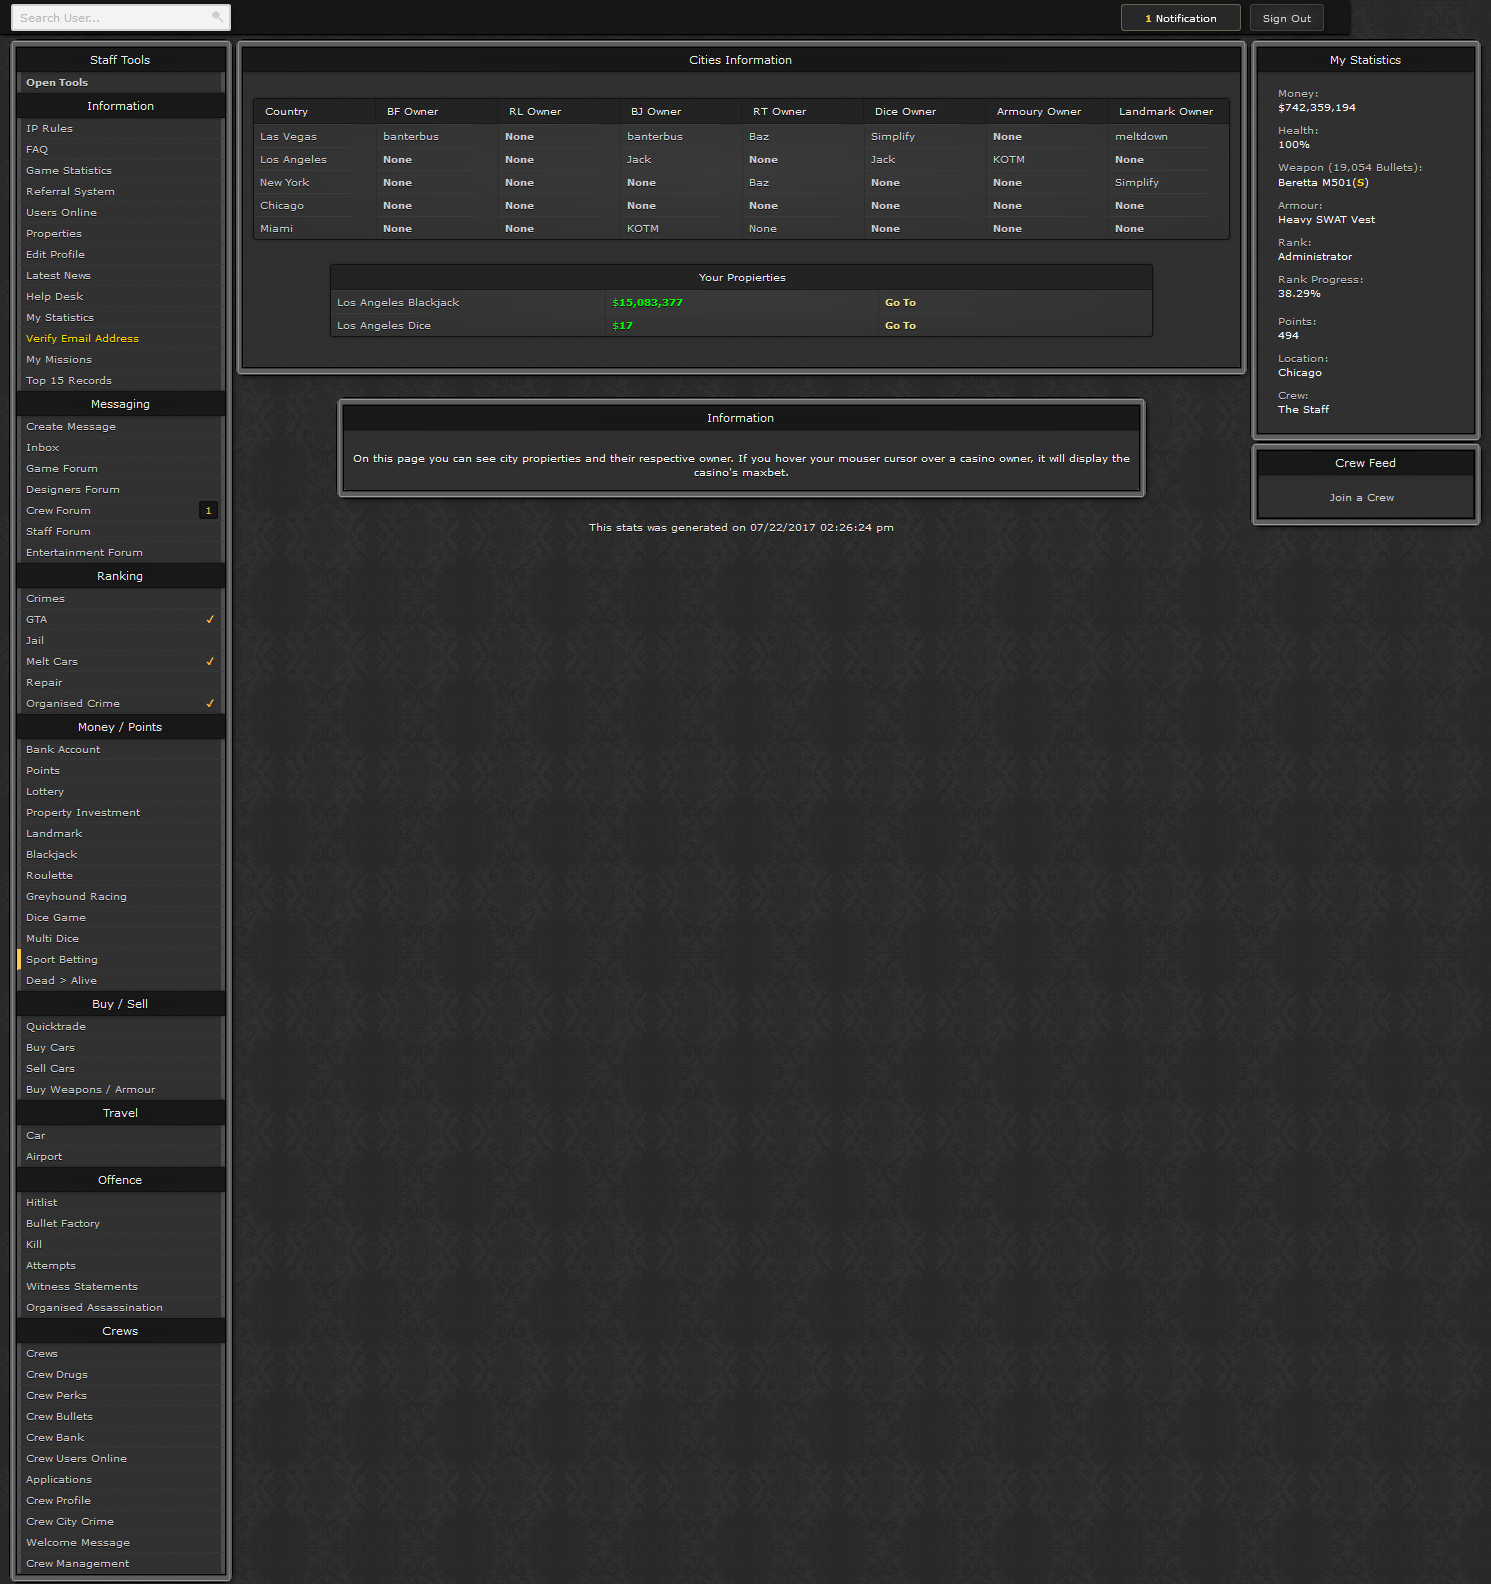 Search User...
1 Notification
Sign Out
Staff Tools
Open Tools
Information
IP Rules
FAQ
Game Statistics
Referral System
Users Online
Properties
Edit Profile
Latest News
Help Desk
My Statistics
Verify Email Address
My Missions
Top 15 Records
Messaging
Create Message
Inbox
Game Forum
Designers Forum
Crew Forum 1
Staff Forum
Entertainment Forum
Ranking
Crimes
GTA ✓
Jail
Melt Cars ✓
Repair
Organised Crime ✓
Money / Points
Bank Account
Points
Lottery
Property Investment
Landmark
Blackjack
Roulette
Greyhound Racing
Dice Game
Multi Dice
Sport Betting
Dead > Alive
Buy / Sell
Quicktrade
Buy Cars
Sell Cars
Buy Weapons / Armour
Travel
Car
Airport
Offence
Hitlist
Bullet Factory
Kill
Attempts
Witness Statements
Organised Assassination
Crews
Crews
Crew Drugs
Crew Perks
Crew Bullets
Crew Bank
Crew Users Online
Applications
Crew Profile
Crew City Crime
Welcome Message
Crew Management
Cities Information
Country BF Owner RL Owner BJ Owner RT Owner Dice Owner Armoury Owner Landmark Owner
Las Vegas banterbus None banterbus Baz Simplify None meltdown
Los Angeles None None Jack None Jack KOTM None
New York None None None Baz None None Simplify
Chicago None None None None None None None
Miami None None KOTM None None None None
Your Propierties
Los Angeles Blackjack $15,083,377 Go To
Los Angeles Dice $17 Go To
Information
On this page you can see city propierties and their respective owner. If you hover your mouser cursor over a casino owner, it will display the
casino's maxbet.
This stats was generated on 07/22/2017 02:26:24 pm
My Statistics
Money:
$742,359,194
Health:
100%
Weapon (19,054 Bullets):
Beretta M501(S)
Armour:
Heavy SWAT Vest
Rank:
Administrator
Rank Progress:
38.29%
Points:
494
Location:
Chicago
Crew:
The Staff
Crew Feed
Join a Crew